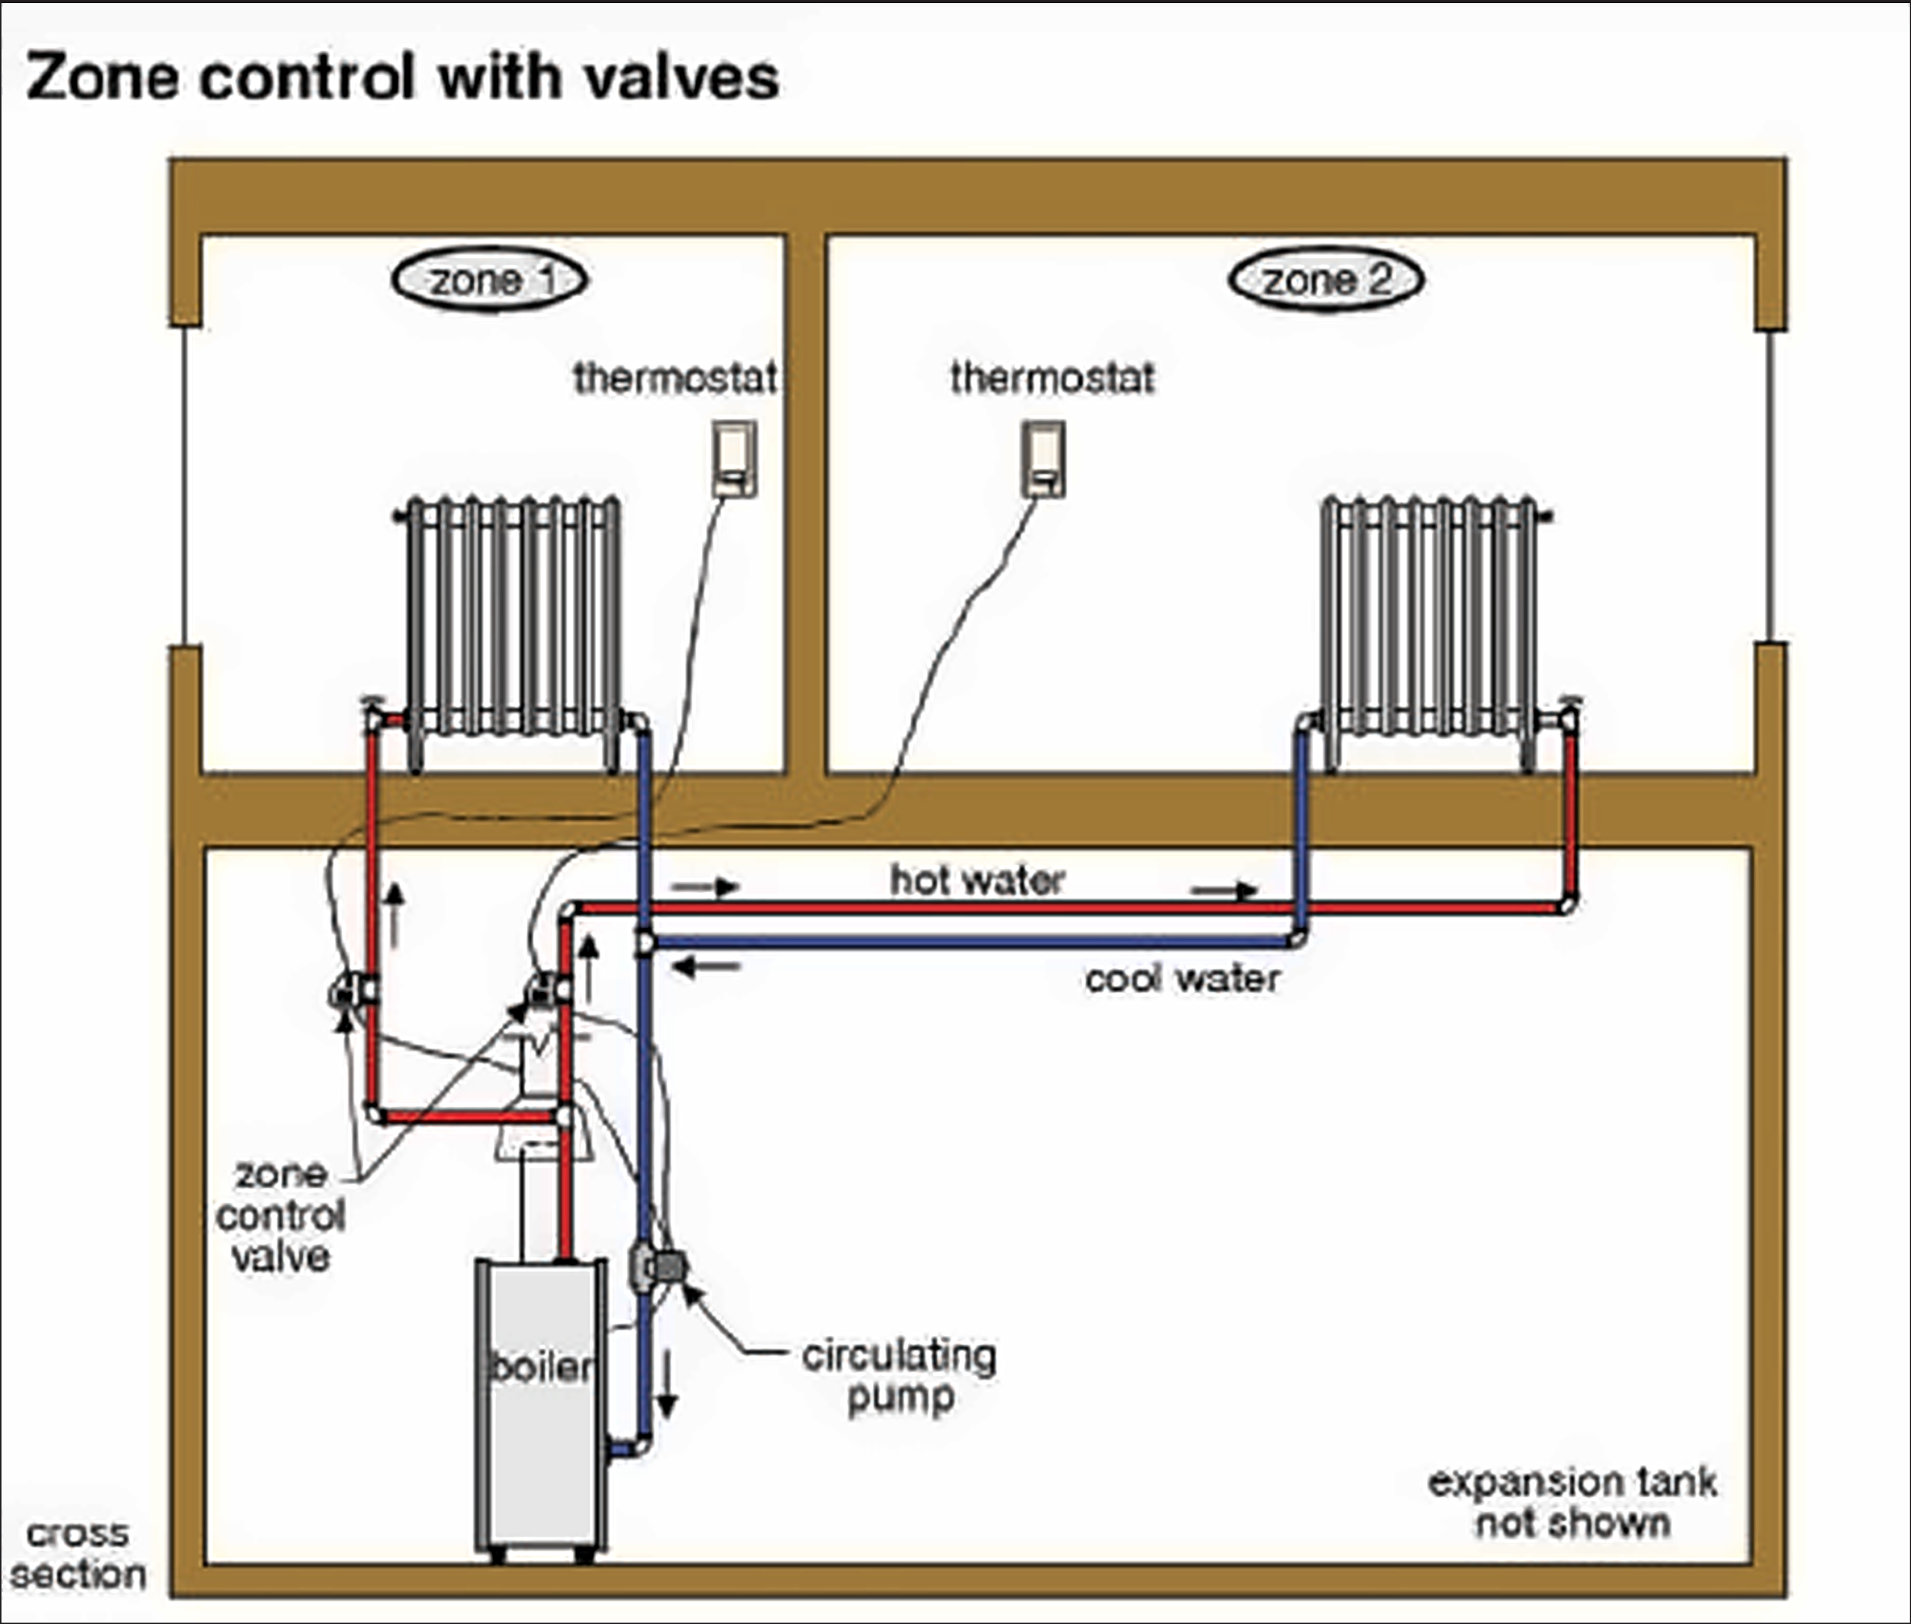 Zone control with valves
zone 1
zone 2
thermostat
thermostat
hot water
cool water
zone
control
valve
boiler
circulating
pump
expansion tank
not shown
cross
section